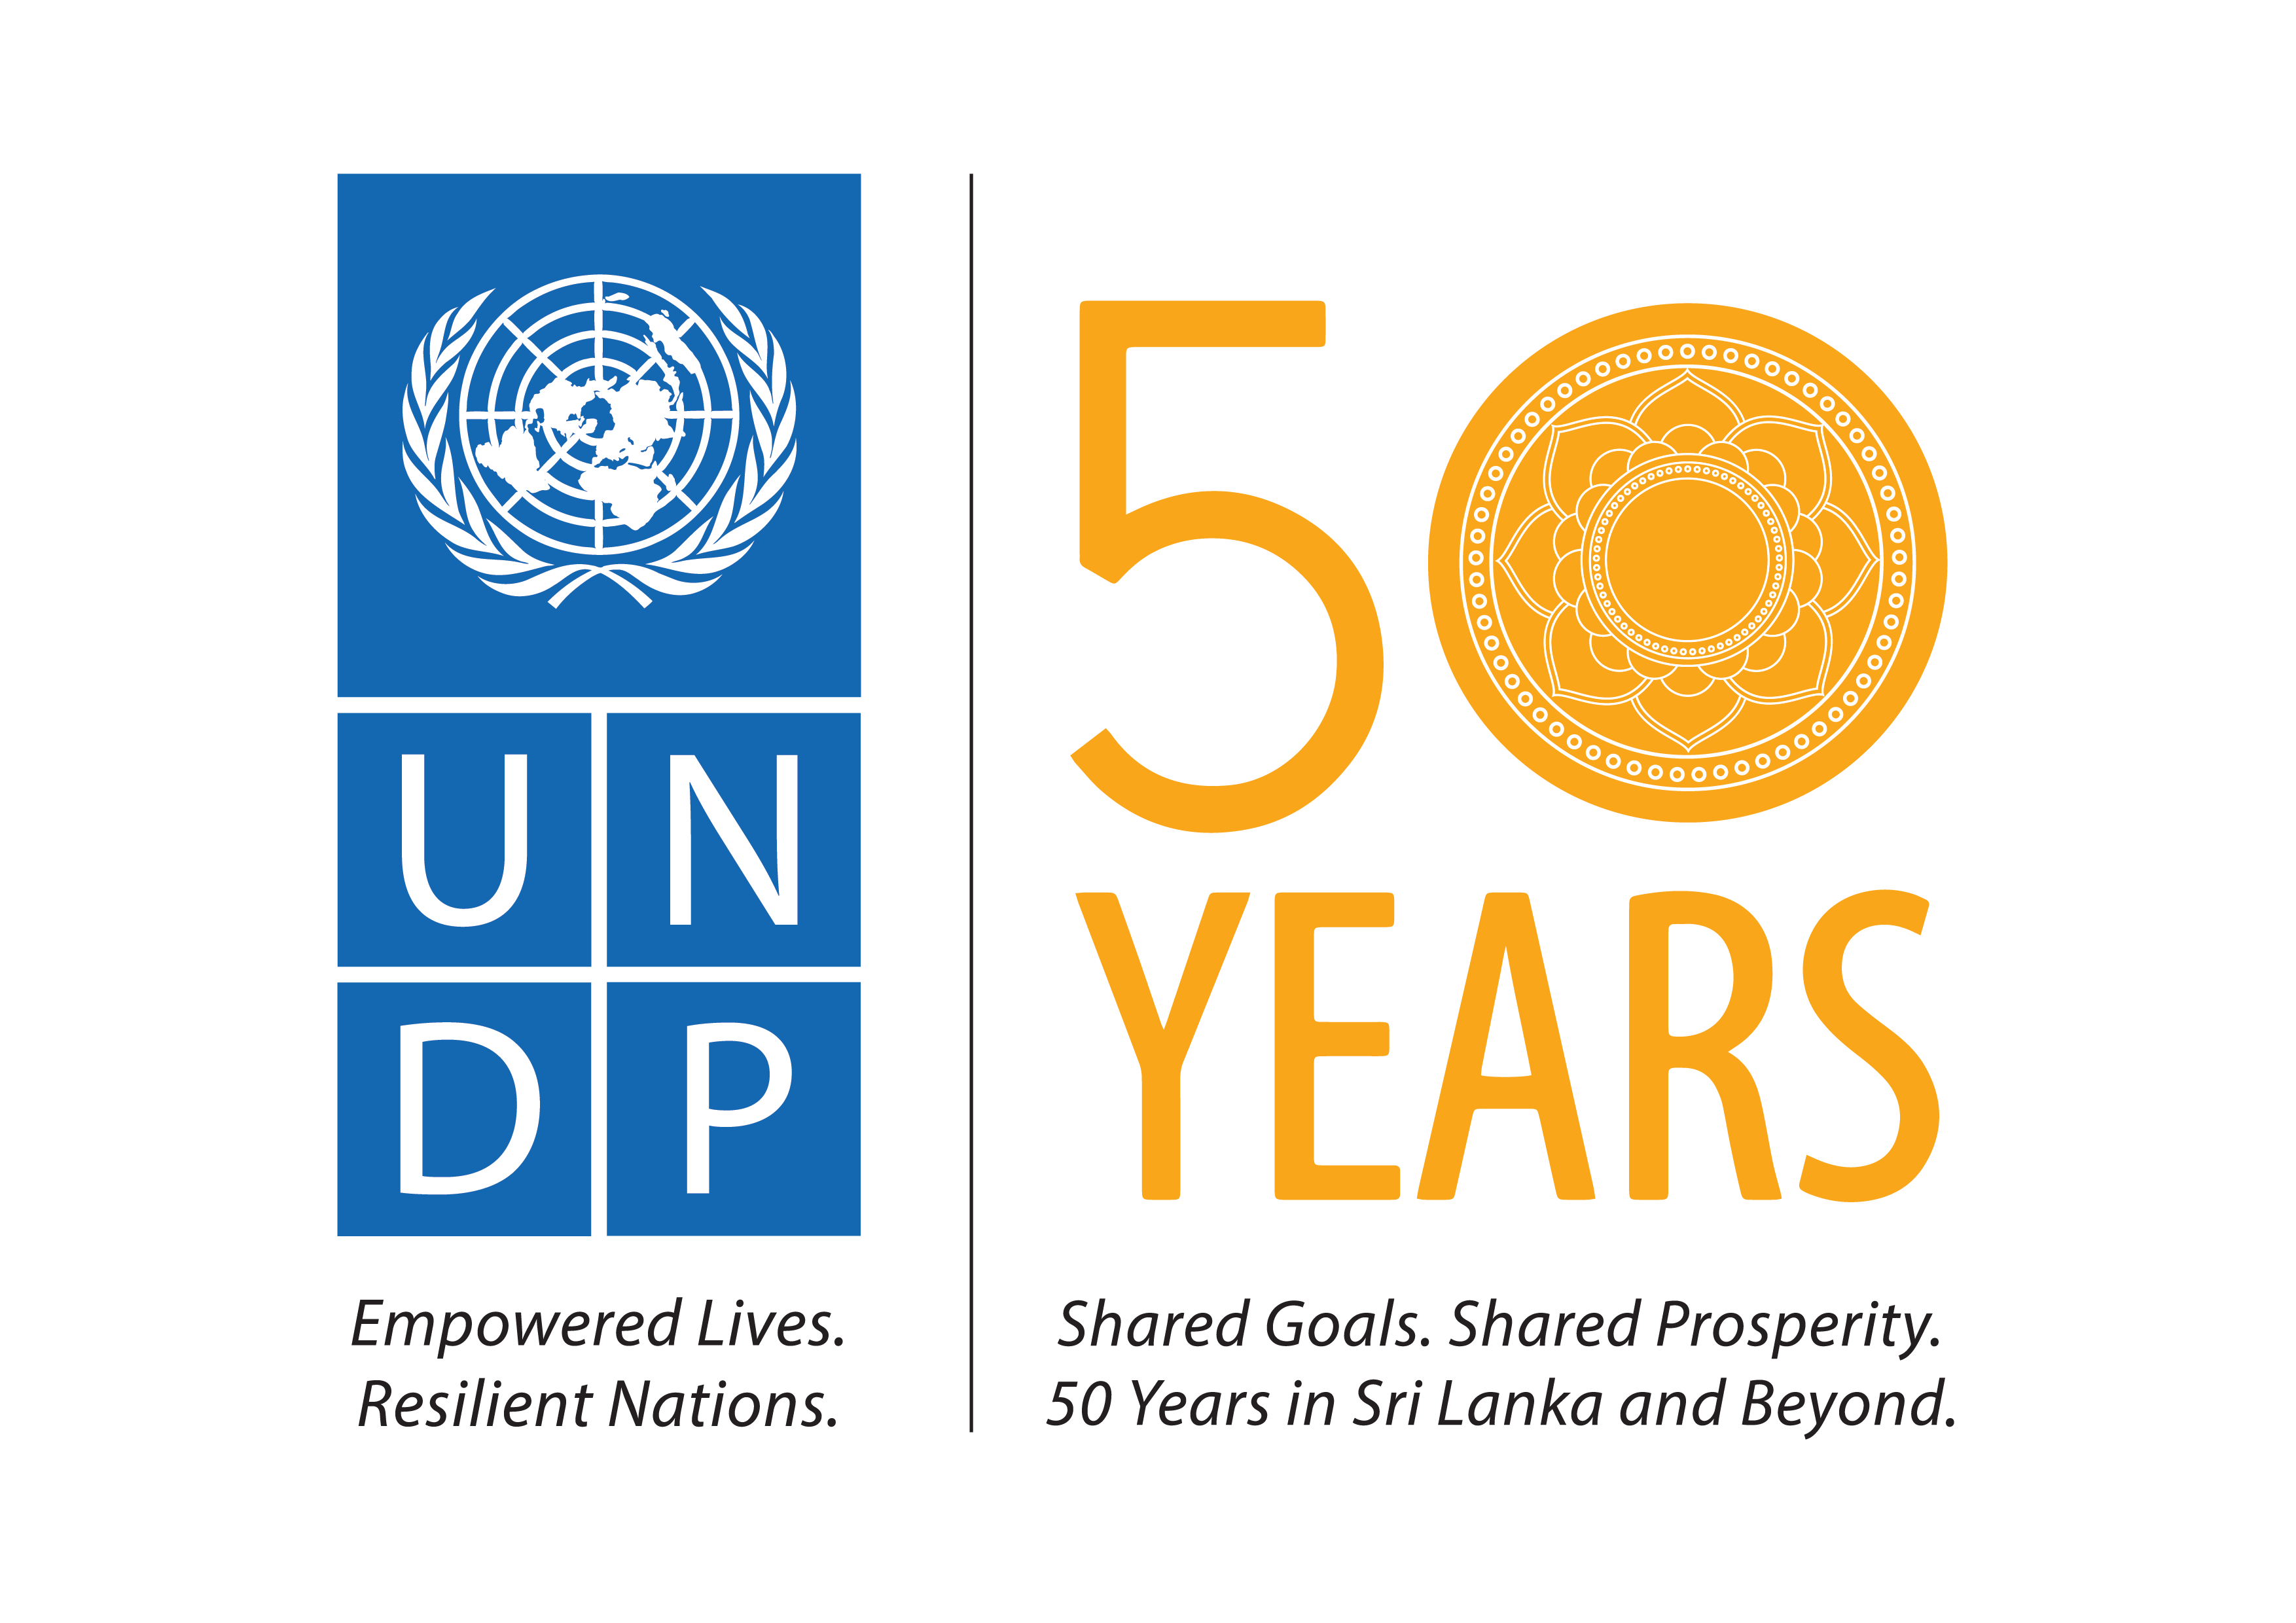 U N
D P
Empowered Lives.
Resilient Nations.
50
YEARS
Shared Goals. Shared Prosperity.
50 Years in Sri Lanka and Beyond.